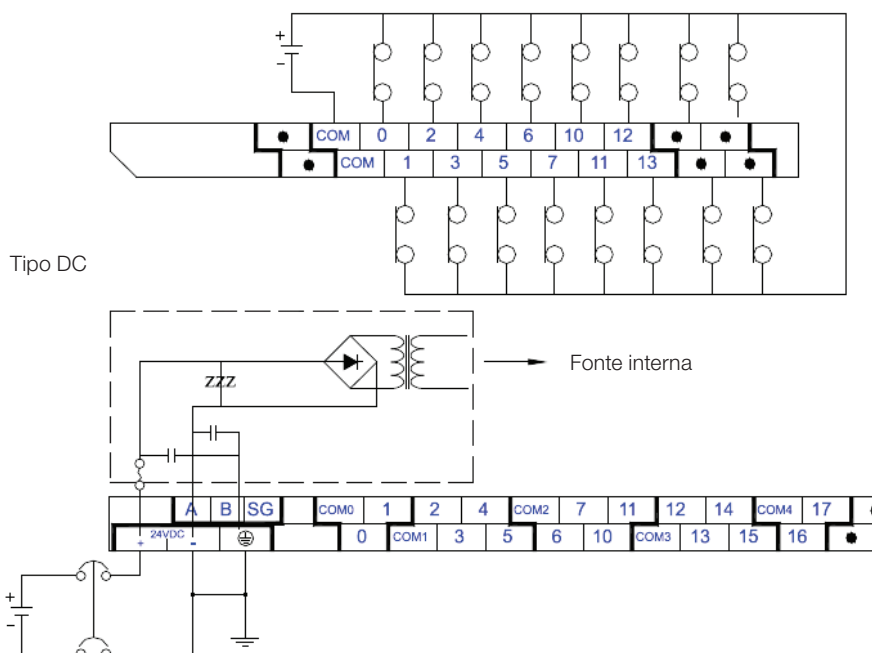 +
-
COM 0 2 4 6 10 12
COM 1 3 5 7 11 13
Tipo DC
ZZZ
Fonte interna
A B SG COM0 1 2 4 COM2 7 11 12 14 COM4 17
+ 24VDC - 0 COM1 3 5 6 10 COM3 13 15 16
+
-